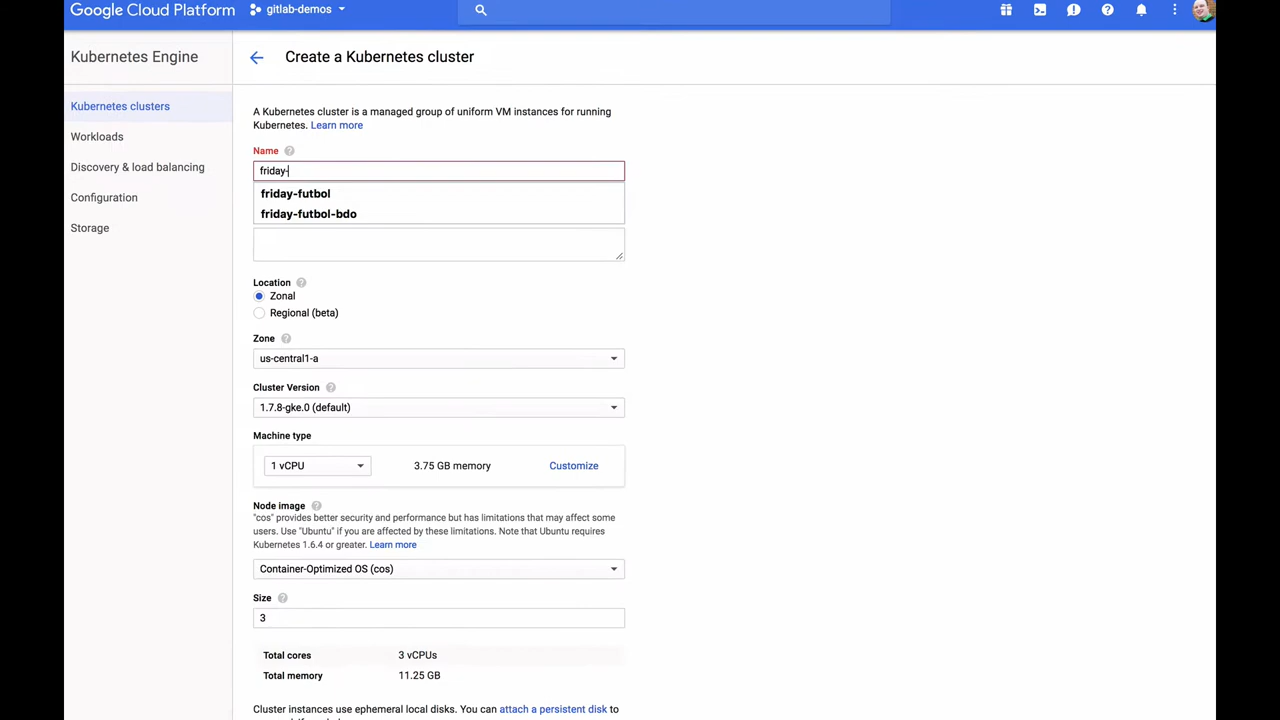 Google Cloud Platform
gitlab-demos
Kubernetes Engine
Create a Kubernetes cluster
Kubernetes clusters
Workloads
Discovery & load balancing
Configuration
Storage
A Kubernetes cluster is a managed group of uniform VM instances for running
Kubernetes. Learn more
Name
friday-
friday-futbol
friday-futbol-bdo
Location
Zonal
Regional (beta)
Zone
us-central1-a
Cluster Version
1.7.8-gke.0 (default)
Machine type
1 vCPU
3.75 GB memory
Customize
Node image
"cos" provides better security and performance but has limitations that may affect some
users. Use "Ubuntu" if you are affected by these limitations. Note that Ubuntu requires
Kubernetes 1.6.4 or greater. Learn more
Container-Optimized OS (cos)
Size
3
Total cores 3 vCPUs
Total memory 11.25 GB
Cluster instances use ephemeral local disks. You can attach a persistent disk to